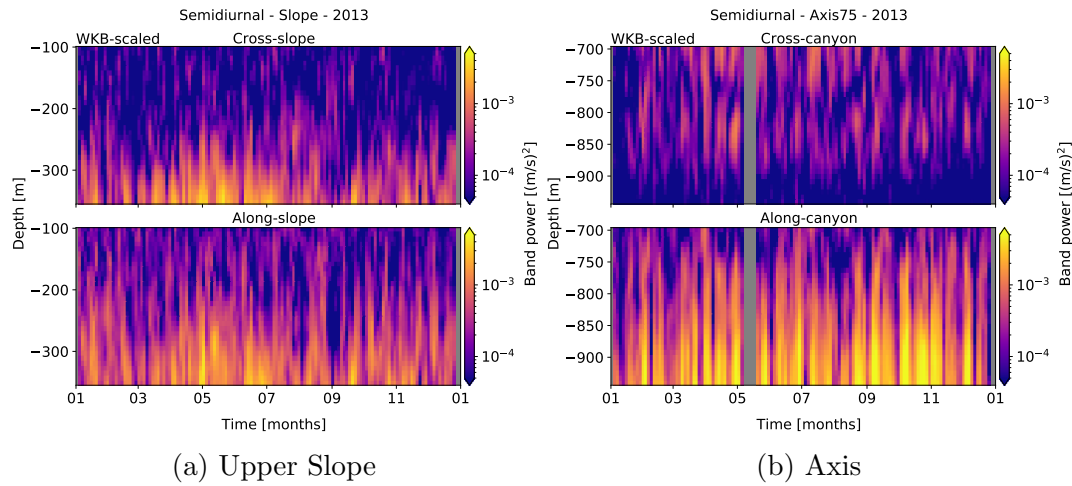 Semidiurnal - Slope - 2013
WKB-scaled
Cross-slope
−100
−200
−300
10⁻³
10⁻⁴
Depth [m]
Band power [(m/s)²]
Along-slope
−100
−200
−300
10⁻³
10⁻⁴
01 03 05 07 09 11 01
Time [months]
(a) Upper Slope
Semidiurnal - Axis75 - 2013
WKB-scaled
Cross-canyon
−700
−750
−800
−850
−900
10⁻³
10⁻⁴
Depth [m]
Band power [(m/s)²]
Along-canyon
−700
−750
−800
−850
−900
10⁻³
10⁻⁴
01 03 05 07 09 11 01
Time [months]
(b) Axis